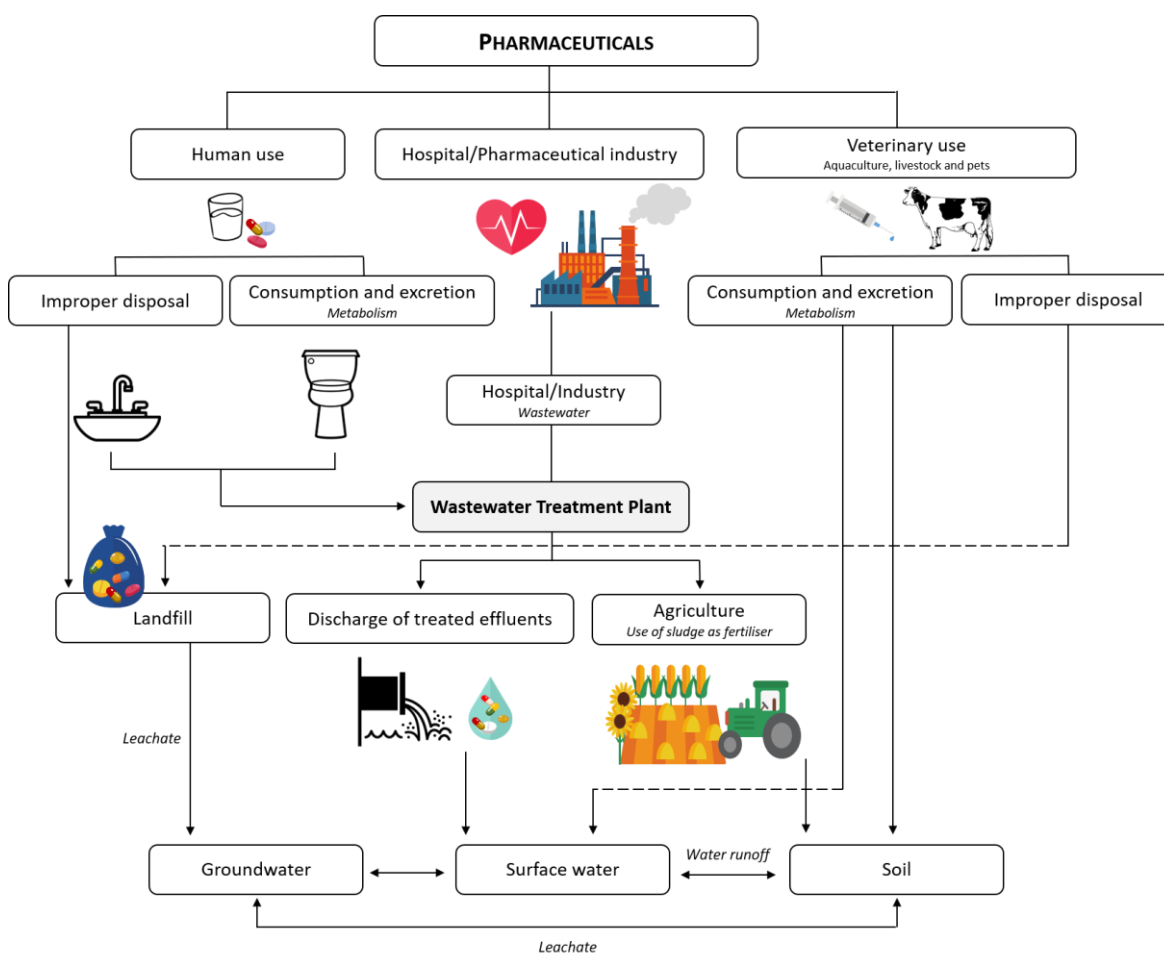 PHARMACEUTICALS
Human use
Hospital/Pharmaceutical industry
Veterinary use
Aquaculture, livestock and pets
Improper disposal
Consumption and excretion
Metabolism
Consumption and excretion
Metabolism
Improper disposal
Hospital/Industry
Wastewater
Wastewater Treatment Plant
Landfill
Discharge of treated effluents
Agriculture
Use of sludge as fertiliser
Leachate
Groundwater
Surface water
Water runoff
Soil
Leachate